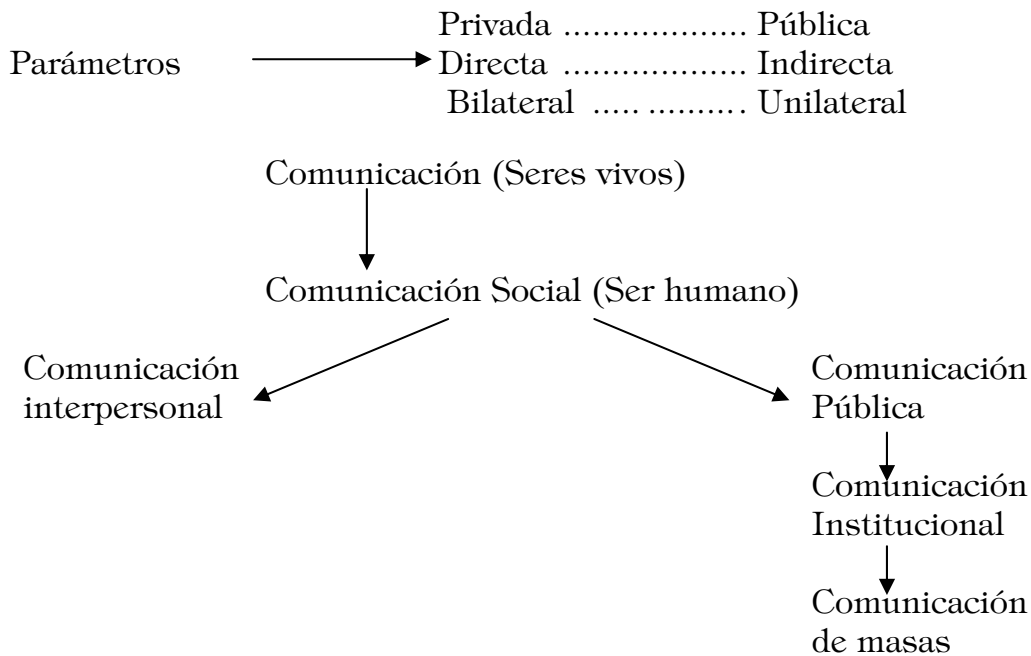 Privada ………………… Pública
Parámetros Directa ………………… Indirecta
Bilateral ….. ………. Unilateral
Comunicación (Seres vivos)
Comunicación Social (Ser humano)
Comunicación
interpersonal
Comunicación
Pública
Comunicación
Institucional
Comunicación
de masas